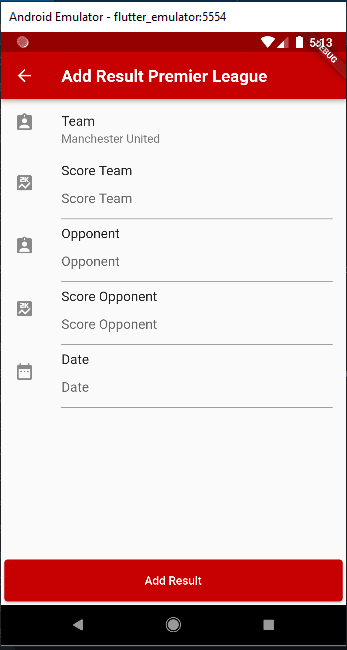 Android Emulator - flutter_emulator:5554
5:13
DEBUG
Add Result Premier League
Team
Manchester United
Score Team
Score Team
Opponent
Opponent
Score Opponent
Score Opponent
Date
Date
Add Result